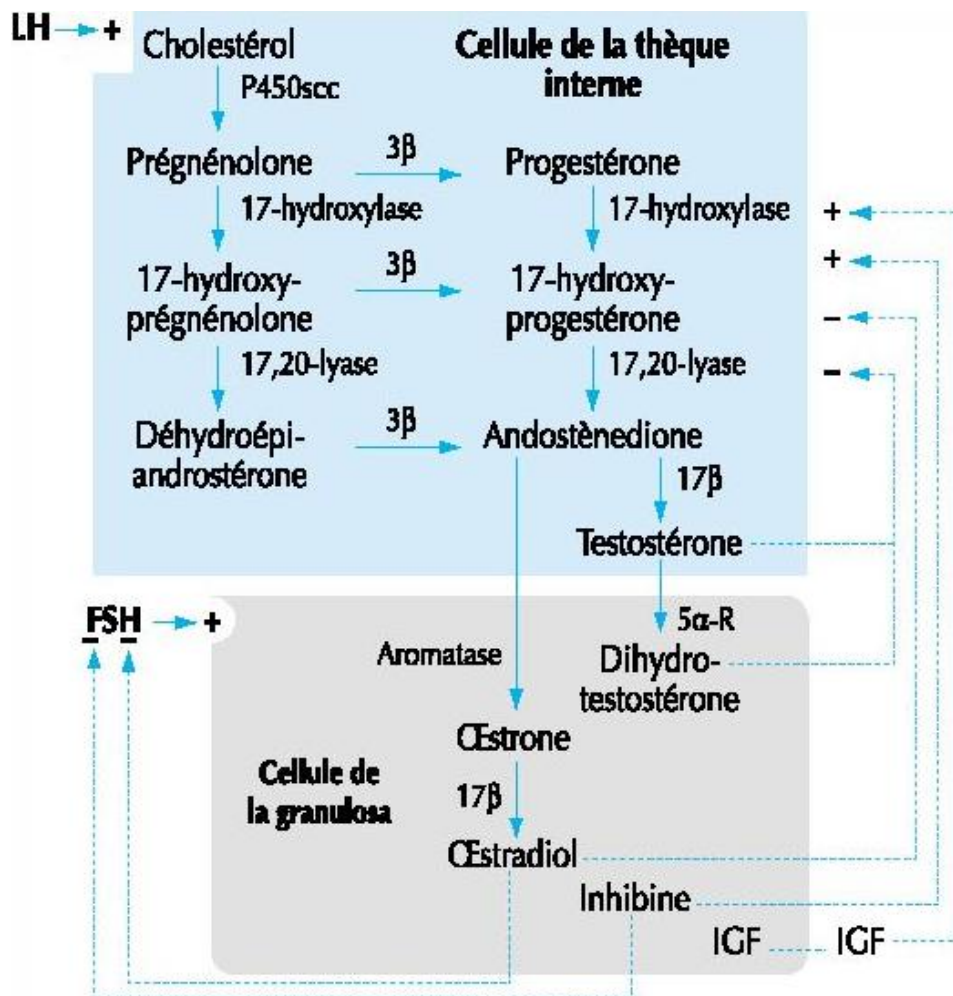 LH → +
Cholestérol
Cellule de la thèque
interne
P450scc
Prégnénolone
3β
Progestérone
17-hydroxylase
17-hydroxylase
+
+
17-hydroxy-
prégnénolone
3β
17-hydroxy-
progestérone
–
17,20-lyase
17,20-lyase
–
Déhydroépi-
androstérone
3β
Andostènedione
17β
Testostérone
FSH → +
5α-R
Aromatase
Dihydro-
testostérone
Œstrone
Cellule de
la granulosa
17β
Œstradiol
Inhibine
IGF
IGF